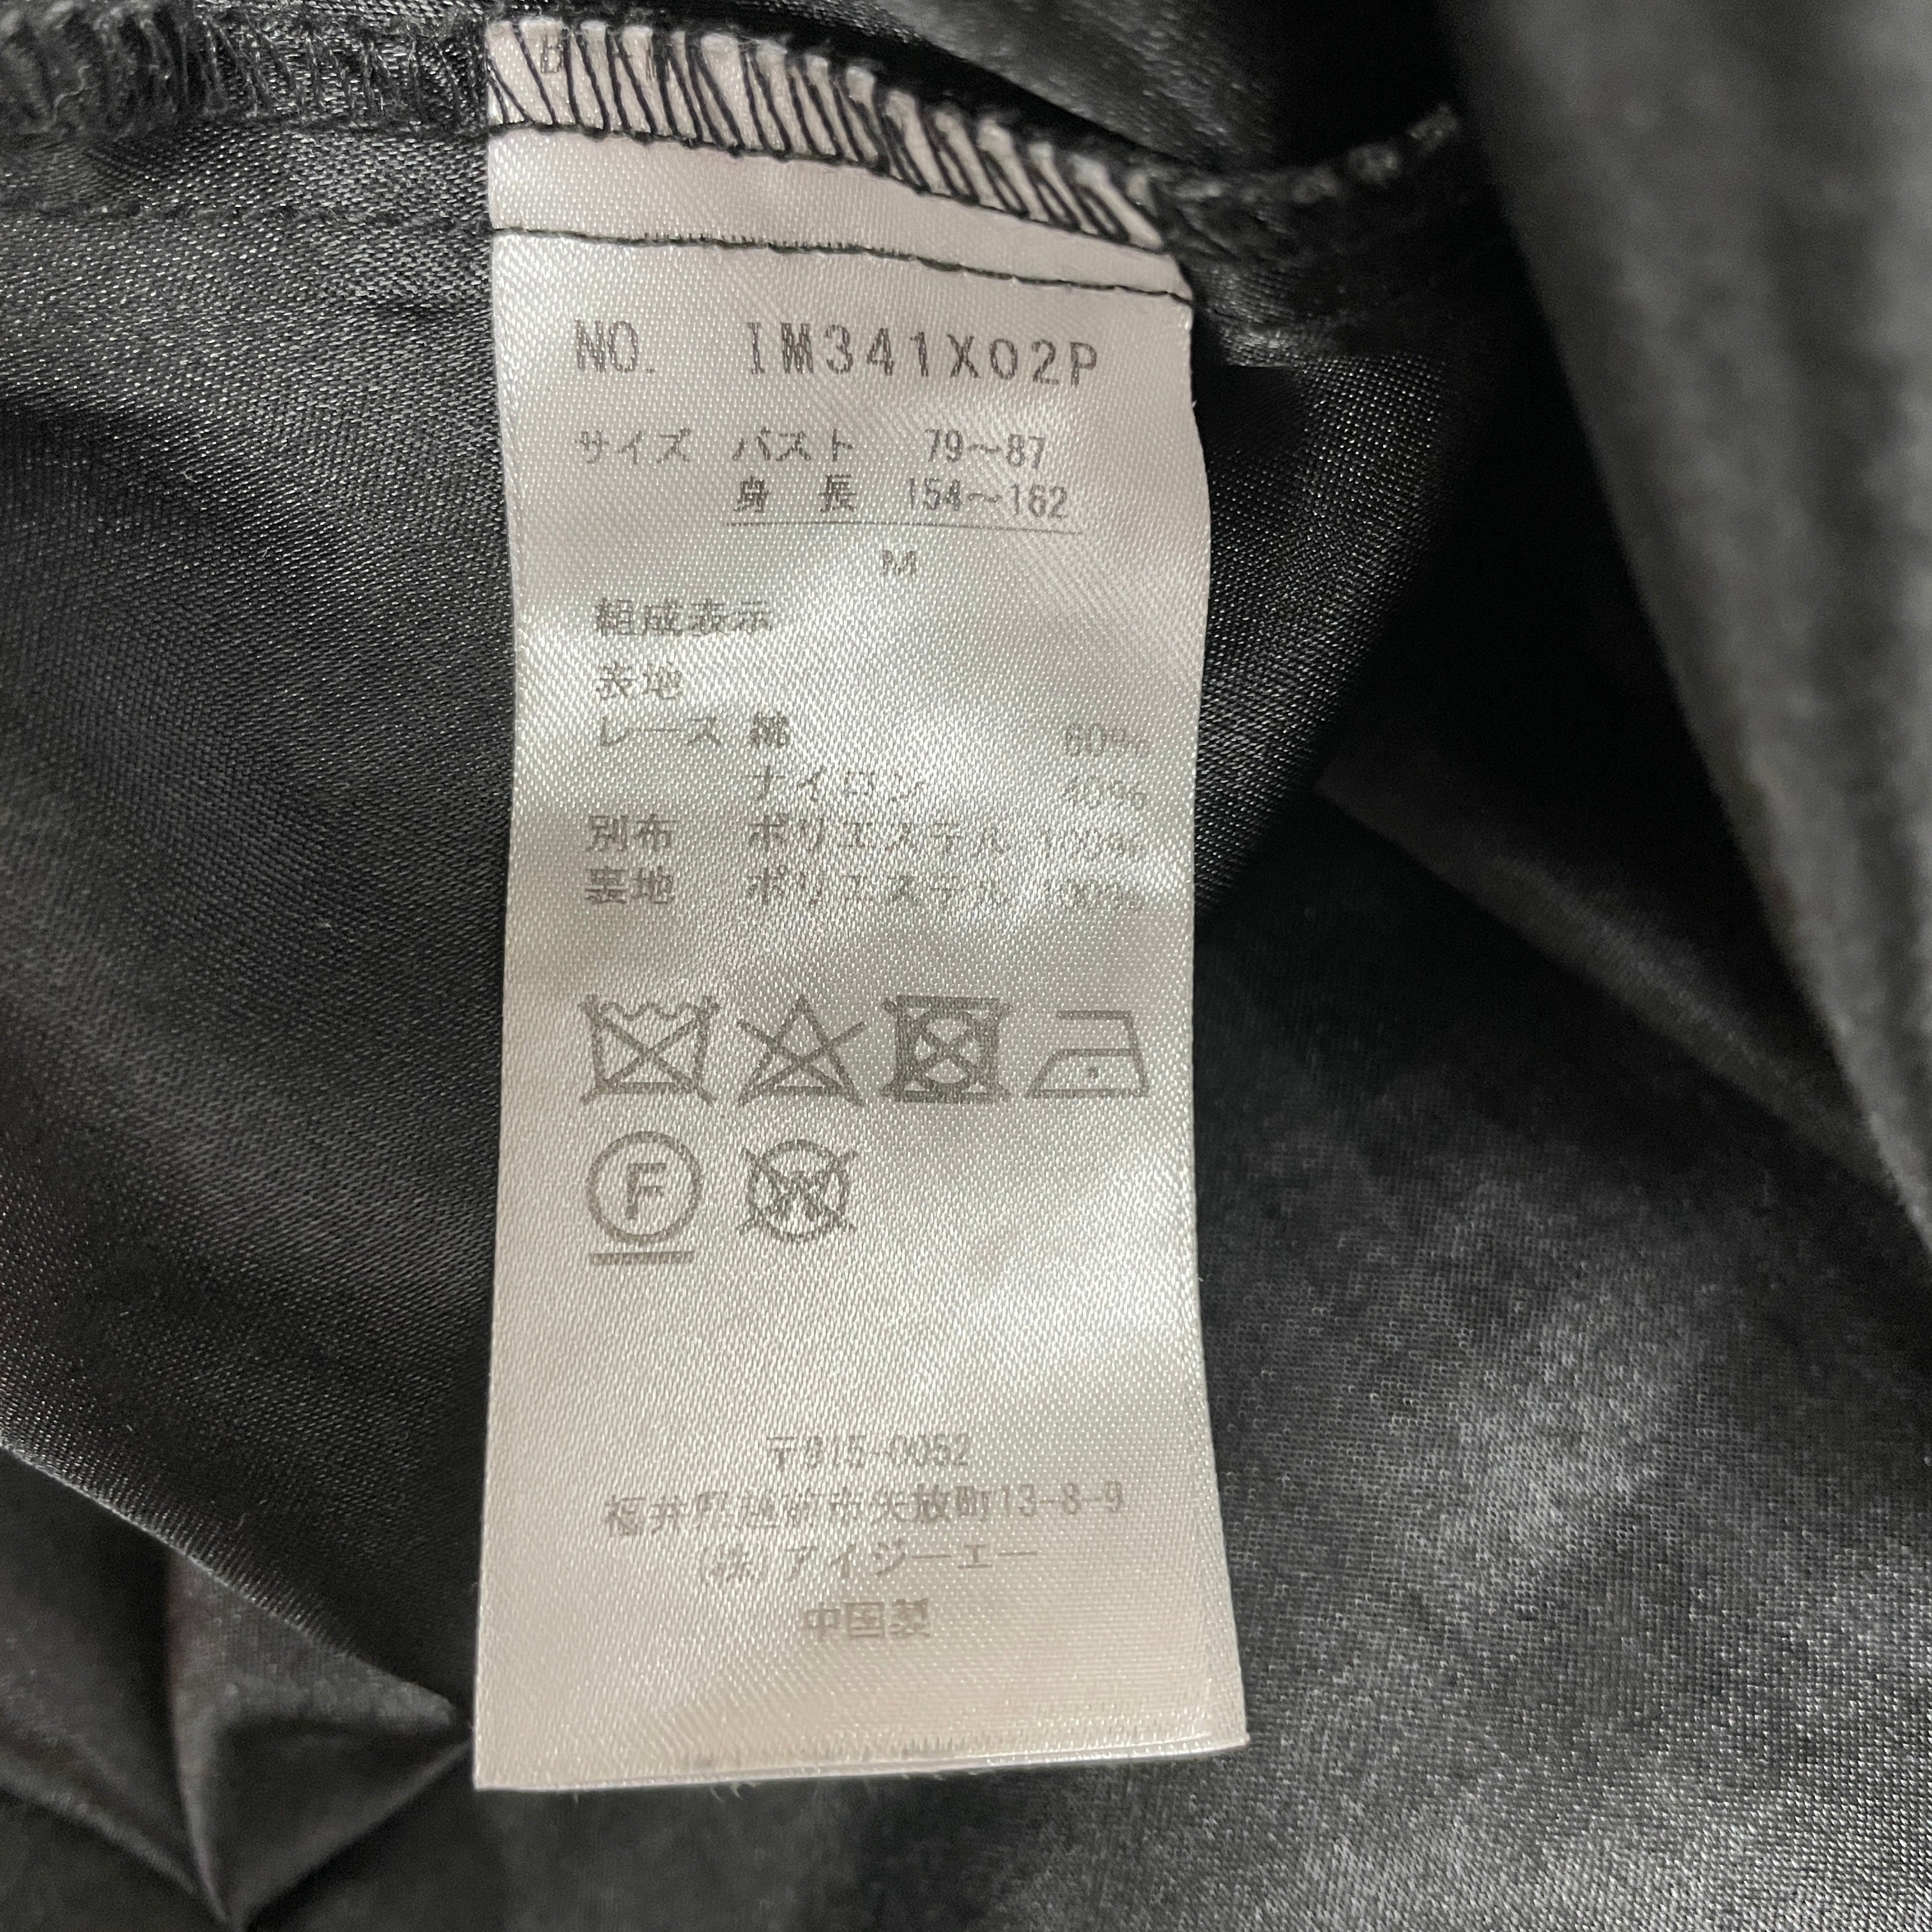 NO. IM341X02P
サイズ バスト 79～87
身 長 154～162
M
組成表示
表地
レース 綿 60%
ナイロン 40%
別布 ポリエステル 100%
裏地 ポリエステル 100%
F
W
〒915-0052
福井県越前市矢放町13-8-9
(株)アイジーエー
中国製